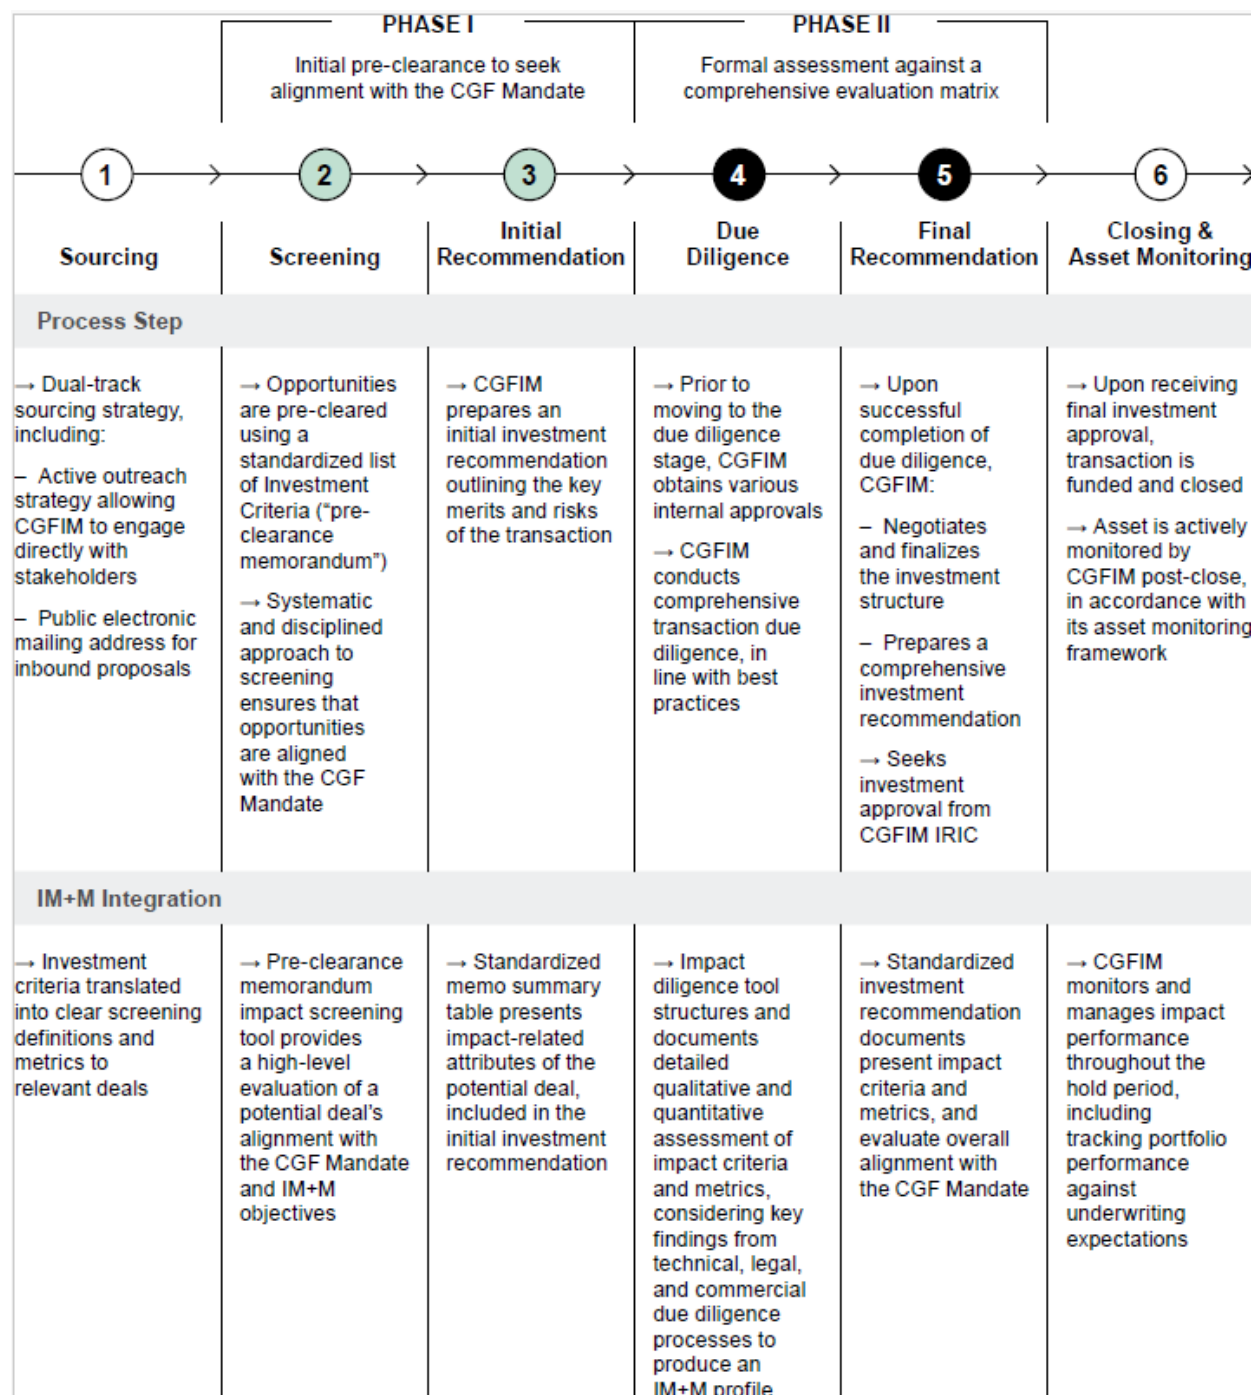 PHASE I
Initial pre-clearance to seek
alignment with the CGF Mandate
PHASE II
Formal assessment against a
comprehensive evaluation matrix
1
2
3
4
5
6
Sourcing
Screening
Initial
Recommendation
Due
Diligence
Final
Recommendation
Closing &
Asset Monitoring
Process Step
→ Dual-track
sourcing strategy,
including:
– Active outreach
strategy allowing
CGFIM to engage
directly with
stakeholders
– Public electronic
mailing address for
inbound proposals
→ Opportunities
are pre-cleared
using a
standardized list
of Investment
Criteria (“pre-
clearance
memorandum”)
→ Systematic
and disciplined
approach to
screening
ensures that
opportunities
are aligned
with the CGF
Mandate
→ CGFIM
prepares an
initial investment
recommendation
outlining the key
merits and risks
of the transaction
→ Prior to
moving to the
due diligence
stage, CGFIM
obtains various
internal approvals
→ CGFIM
conducts
comprehensive
transaction due
diligence, in
line with best
practices
→ Upon
successful
completion of
due diligence,
CGFIM:
– Negotiates
and finalizes
the investment
structure
– Prepares a
comprehensive
investment
recommendation
→ Seeks
investment
approval from
CGFIM IRIC
→ Upon receiving
final investment
approval,
transaction is
funded and closed
→ Asset is actively
monitored by
CGFIM post-close,
in accordance with
its asset monitoring
framework
IM+M Integration
→ Investment
criteria translated
into clear screening
definitions and
metrics to
relevant deals
→ Pre-clearance
memorandum
impact screening
tool provides
a high-level
evaluation of a
potential deal’s
alignment with
the CGF Mandate
and IM+M
objectives
→ Standardized
memo summary
table presents
impact-related
attributes of the
potential deal,
included in the
initial investment
recommendation
→ Impact
diligence tool
structures and
documents
detailed
qualitative and
quantitative
assessment of
impact criteria
and metrics,
considering key
findings from
technical, legal,
and commercial
due diligence
processes to
produce an
IM+M profile
→ Standardized
investment
recommendation
documents
present impact
criteria and
metrics, and
evaluate overall
alignment with
the CGF Mandate
→ CGFIM
monitors and
manages impact
performance
throughout the
hold period,
including
tracking portfolio
performance
against
underwriting
expectations